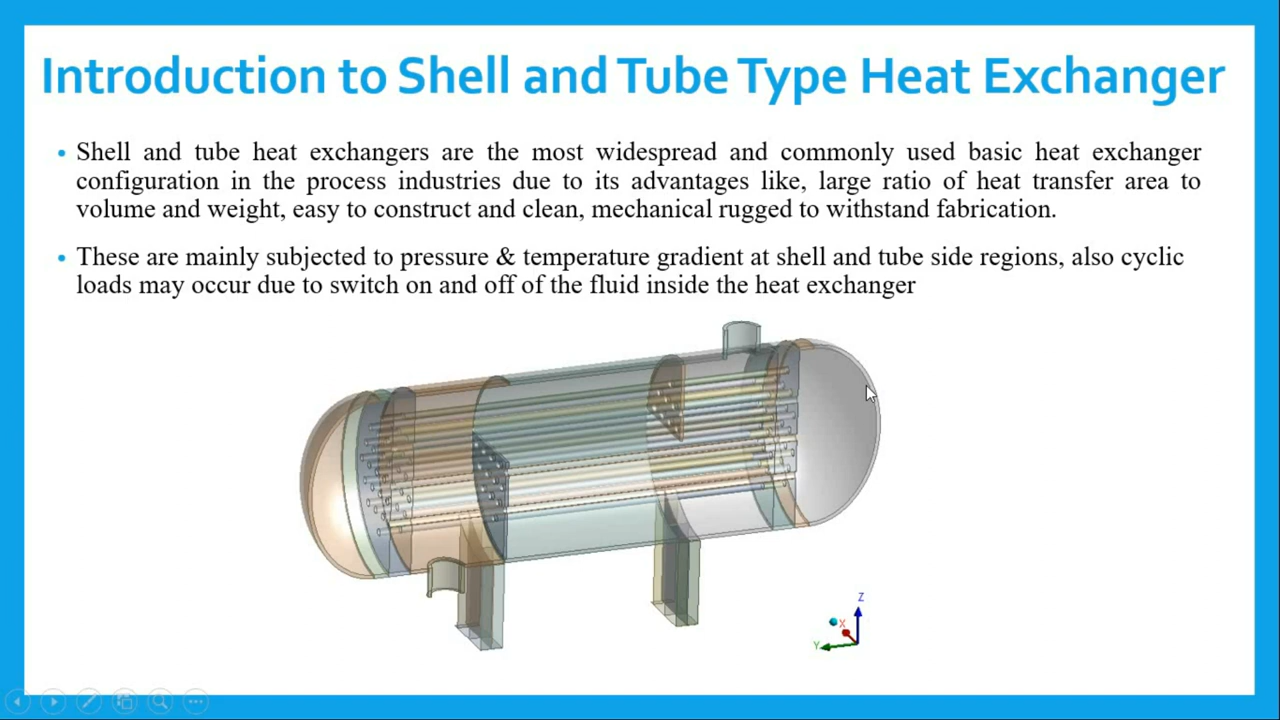 Introduction to Shell and Tube Type Heat Exchanger
• Shell and tube heat exchangers are the most widespread and commonly used basic heat exchanger
configuration in the process industries due to its advantages like, large ratio of heat transfer area to
volume and weight, easy to construct and clean, mechanical rugged to withstand fabrication.
• These are mainly subjected to pressure & temperature gradient at shell and tube side regions, also cyclic
loads may occur due to switch on and off of the fluid inside the heat exchanger
Z
X
Y